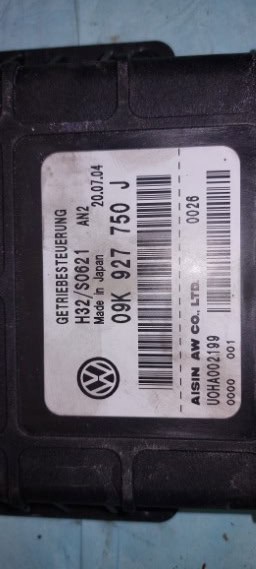 GETRIEBESTEUERUNG
H32/S0621 AN2
Made in Japan 20.07.04
09K 927 750 J
AISIN AW CO., LTD. 0026
UOHA002199
0000 001